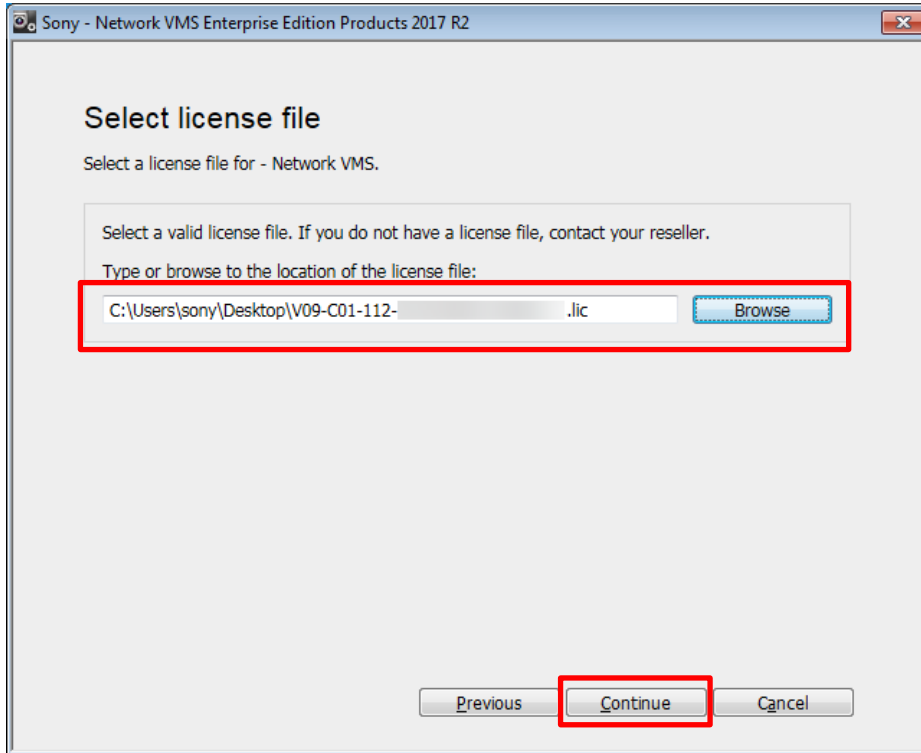 Sony - Network VMS Enterprise Edition Products 2017 R2
Select license file
Select a license file for - Network VMS.
Select a valid license file. If you do not have a license file, contact your reseller.
Type or browse to the location of the license file:
C:\Users\sony\Desktop\V09-C01-112- .lic Browse
Previous Continue Cancel